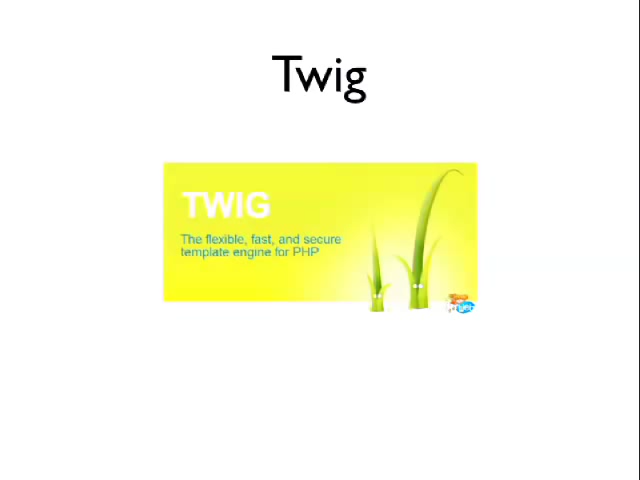 Twig
TWIG
The flexible, fast, and secure
template engine for PHP